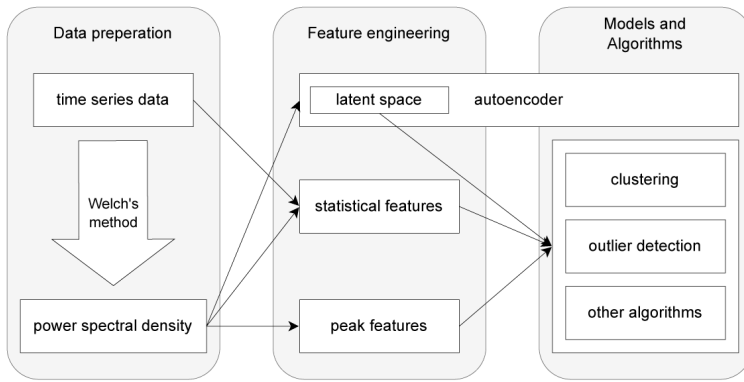 Data preperation
time series data
Welch's
method
power spectral density
Feature engineering
latent space
autoencoder
statistical features
peak features
Models and
Algorithms
clustering
outlier detection
other algorithms